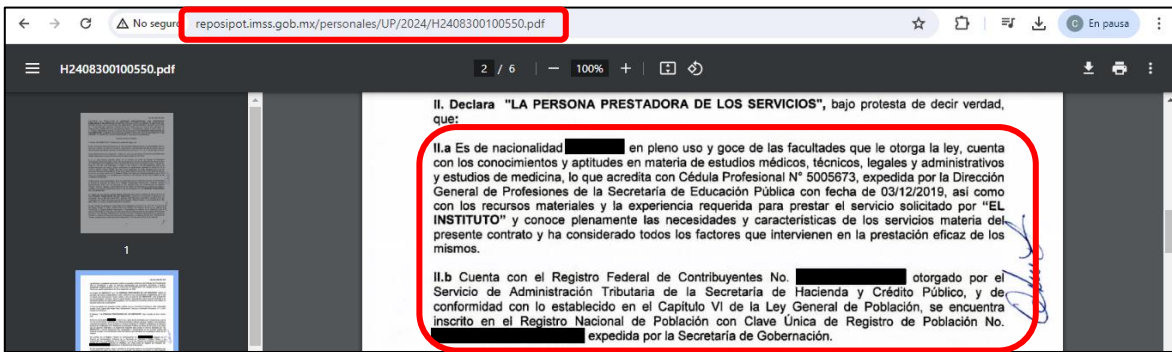 No seguro reposipot.imss.gob.mx/personales/UP/2024/H2408300100550.pdf C En pausa
H2408300100550.pdf 2 / 6 100%
II. Declara "LA PERSONA PRESTADORA DE LOS SERVICIOS", bajo protesta de decir verdad,
que:
II.a Es de nacionalidad en pleno uso y goce de las facultades que le otorga la ley, cuenta
con los conocimientos y aptitudes en materia de estudios médicos, técnicos, legales y administrativos
y estudios de medicina, lo que acredita con Cédula Profesional N° 5005673, expedida por la Dirección
General de Profesiones de la Secretaría de Educación Pública con fecha de 03/12/2019, así como
con los recursos materiales y la experiencia requerida para prestar el servicio solicitado por "EL
INSTITUTO" y conoce plenamente las necesidades y características de los servicios materia del
presente contrato y ha considerado todos los factores que intervienen en la prestación eficaz de los
mismos.
1
II.b Cuenta con el Registro Federal de Contribuyentes No. otorgado por el
Servicio de Administración Tributaria de la Secretaría de Hacienda y Crédito Público, y de
conformidad con lo establecido en el Capítulo VI de la Ley General de Población, se encuentra
inscrito en el Registro Nacional de Población con Clave Única de Registro de Población No.
expedida por la Secretaría de Gobernación.